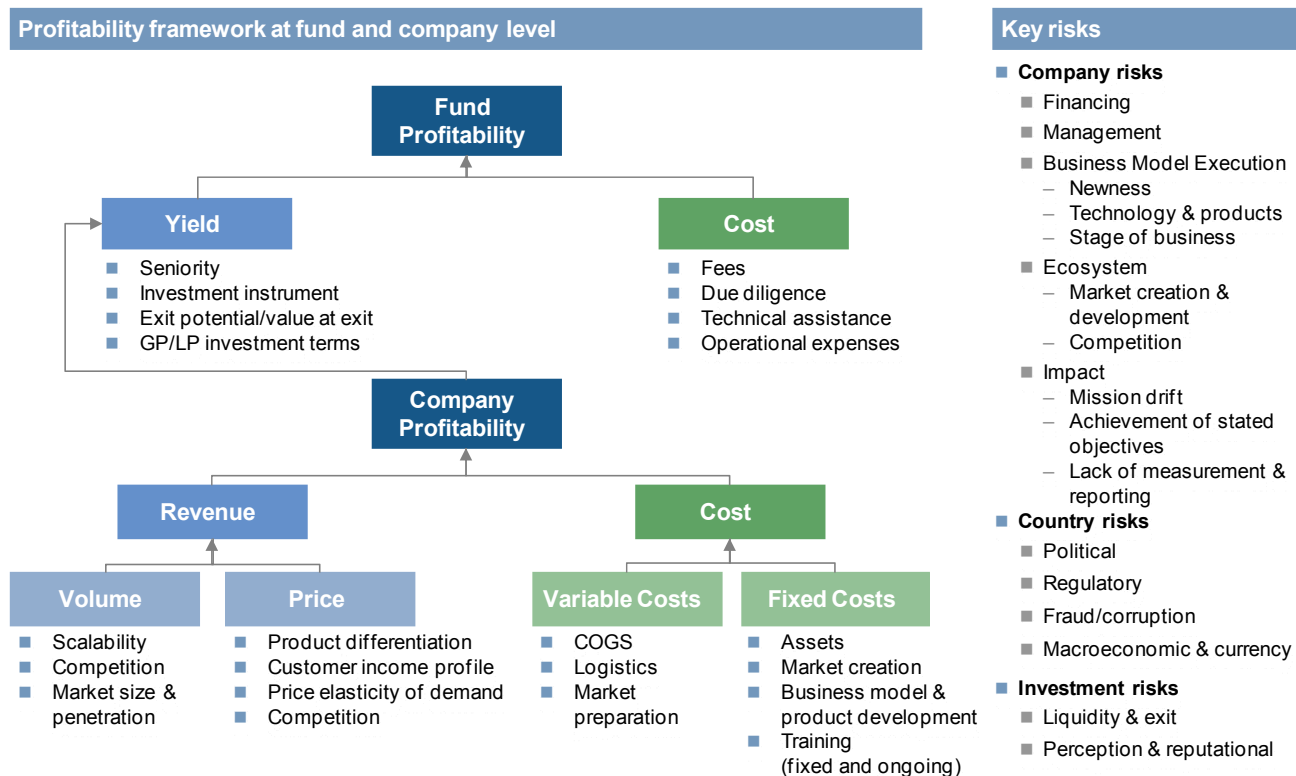 Profitability framework at fund and company level
Fund
Profitability
Yield
Seniority
Investment instrument
Exit potential/value at exit
GP/LP investment terms
Cost
Fees
Due diligence
Technical assistance
Operational expenses
Company
Profitability
Revenue
Cost
Volume
Scalability
Competition
Market size &
penetration
Price
Product differentiation
Customer income profile
Price elasticity of demand
Competition
Variable Costs
COGS
Logistics
Market
preparation
Fixed Costs
Assets
Market creation
Business model &
product development
Training
(fixed and ongoing)
Key risks
Company risks
Financing
Management
Business Model Execution
– Newness
– Technology & products
– Stage of business
Ecosystem
– Market creation &
development
– Competition
Impact
– Mission drift
– Achievement of stated
objectives
– Lack of measurement &
reporting
Country risks
Political
Regulatory
Fraud/corruption
Macroeconomic & currency
Investment risks
Liquidity & exit
Perception & reputational